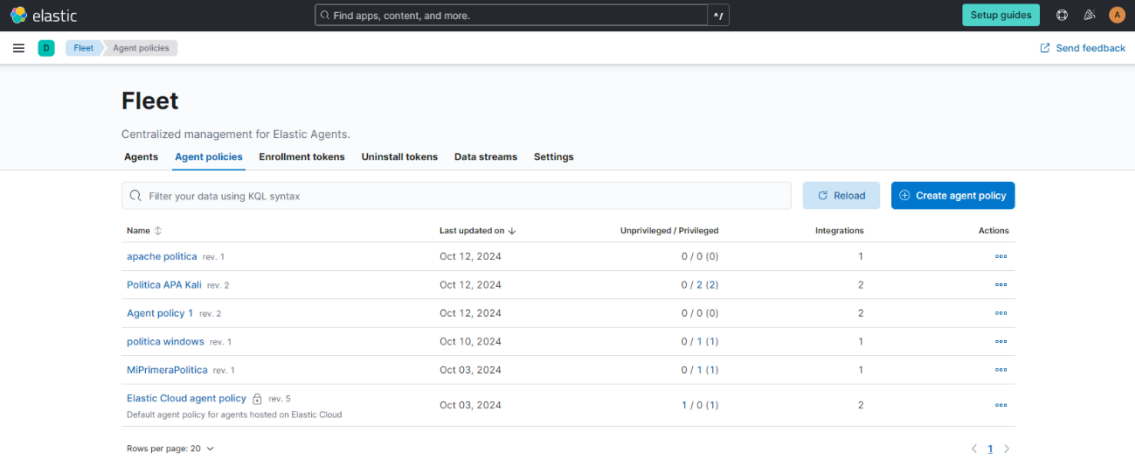 elastic
Find apps, content, and more.
^/
Setup guides
A
D
Fleet
Agent policies
Send feedback
Fleet
Centralized management for Elastic Agents.
Agents Agent policies Enrollment tokens Uninstall tokens Data streams Settings
Filter your data using KQL syntax
Reload
Create agent policy
Name Last updated on Unprivileged / Privileged Integrations Actions
apache politica rev. 1 Oct 12, 2024 0 / 0 (0) 1
Politica APA Kali rev. 2 Oct 12, 2024 0 / 2 (2) 2
Agent policy 1 rev. 2 Oct 12, 2024 0 / 0 (0) 2
politica windows rev. 1 Oct 10, 2024 0 / 1 (1) 1
MiPrimeraPolitica rev. 1 Oct 03, 2024 0 / 1 (1) 1
Elastic Cloud agent policy rev. 5 Oct 03, 2024 1 / 0 (1) 2
Default agent policy for agents hosted on Elastic Cloud
Rows per page: 20
1